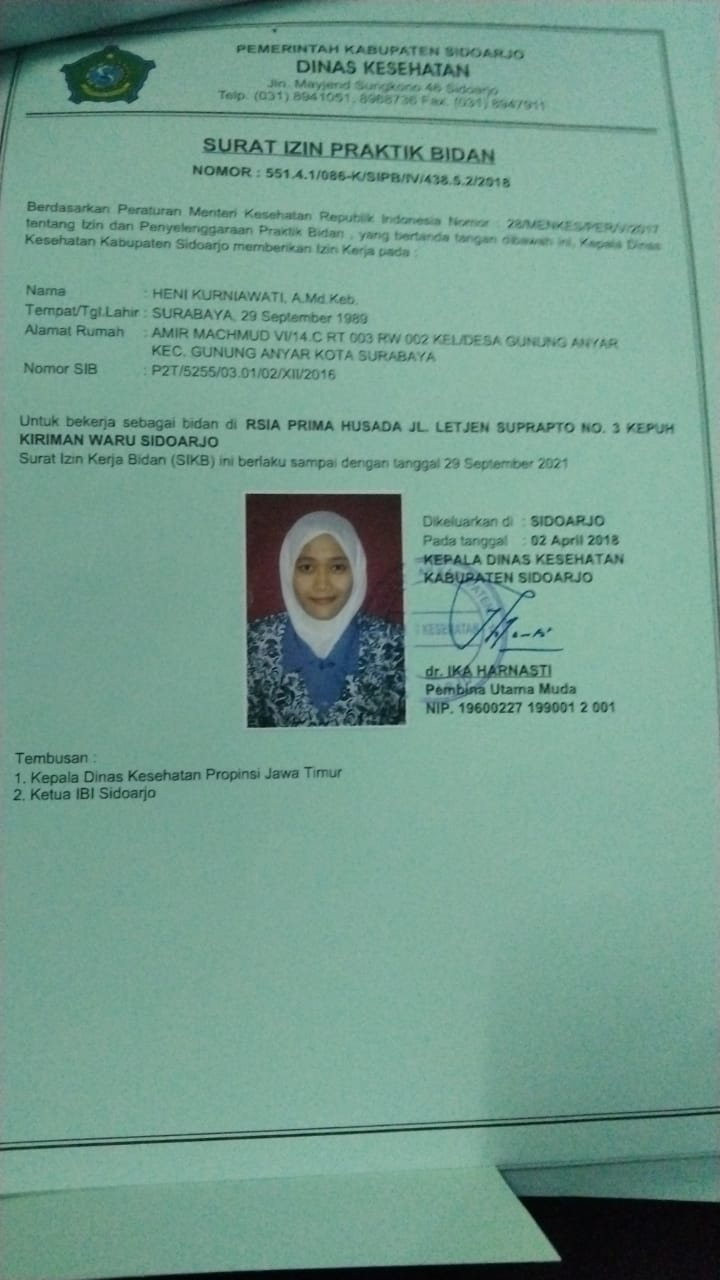 PEMERINTAH KABUPATEN SIDOARJO
DINAS KESEHATAN
Jln. Mayjend Sungkono 46 Sidoarjo
Telp. (031) 8941051, 8968736 Fax. (031) 8947911
SURAT IZIN PRAKTIK BIDAN
NOMOR : 551.4.1/086-K/SIPB/IV/438.5.2/2018
Berdasarkan Peraturan Menteri Kesehatan Republik Indonesia Nomor : 28/MENKES/PER/V/2017
tentang Izin dan Penyelenggaraan Praktik Bidan , yang bertanda tangan dibawah ini, Kepala Dinas
Kesehatan Kabupaten Sidoarjo memberikan Izin Kerja pada :
Nama : HENI KURNIAWATI, A.Md.Keb.
Tempat/Tgl.Lahir : SURABAYA, 29 September 1989
Alamat Rumah : AMIR MACHMUD VI/14.C RT 003 RW 002 KEL/DESA GUNUNG ANYAR
KEC. GUNUNG ANYAR KOTA SURABAYA
Nomor SIB : P2T/5255/03.01/02/XII/2016
Untuk bekerja sebagai bidan di RSIA PRIMA HUSADA JL. LETJEN SUPRAPTO NO. 3 KEPUH
KIRIMAN WARU SIDOARJO
Surat Izin Kerja Bidan (SIKB) ini berlaku sampai dengan tanggal 29 September 2021
Dikeluarkan di : SIDOARJO
Pada tanggal : 02 April 2018
KEPALA DINAS KESEHATAN
KABUPATEN SIDOARJO
dr. IKA HARNASTI
Pembina Utama Muda
NIP. 19600227 199001 2 001
Tembusan :
1. Kepala Dinas Kesehatan Propinsi Jawa Timur
2. Ketua IBI Sidoarjo